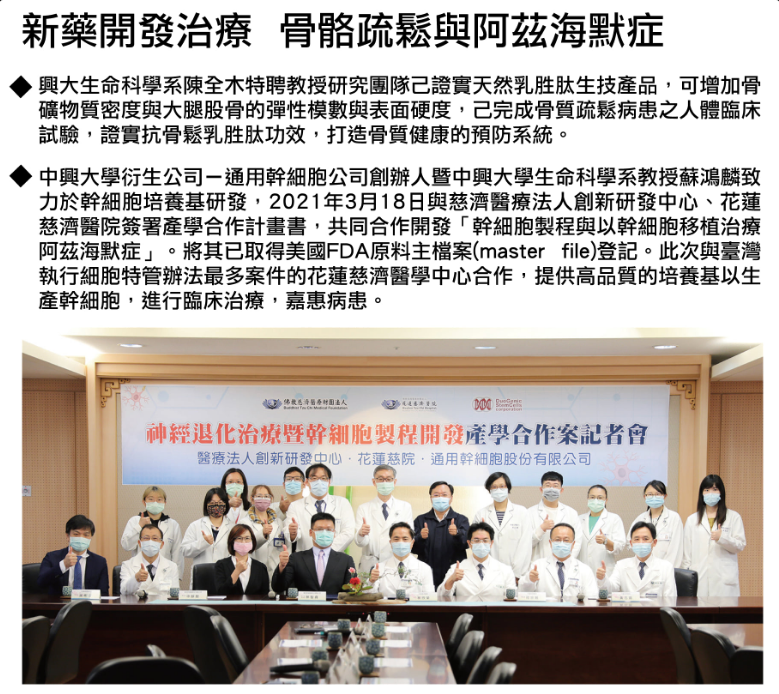 新藥開發治療 骨骼疏鬆與阿茲海默症
◆ 興大生命科學系陳全木特聘教授研究團隊己證實天然乳胜肽生技產品，可增加骨
礦物質密度與大腿股骨的彈性模數與表面硬度，己完成骨質疏鬆病患之人體臨床
試驗，證實抗骨鬆乳胜肽功效，打造骨質健康的預防系統。
◆ 中興大學衍生公司－通用幹細胞公司創辦人暨中興大學生命科學系教授蘇鴻麟致
力於幹細胞培養基研發，2021年3月18日與慈濟醫療法人創新研發中心、花蓮
慈濟醫院簽署產學合作計畫書，共同合作開發「幹細胞製程與以幹細胞移植治療
阿茲海默症」。將其已取得美國FDA原料主檔案(master file)登記。此次與臺灣
執行細胞特管辦法最多案件的花蓮慈濟醫學中心合作，提供高品質的培養基以生
產幹細胞，進行臨床治療，嘉惠病患。
佛教慈濟醫療財團法人
Buddhist Tzu Chi Medical Foundation
花蓮慈濟醫院
神經退化治療暨幹細胞製程開發產學合作案記者會
醫療法人創新研發中心．花蓮慈院．通用幹細胞股份有限公司